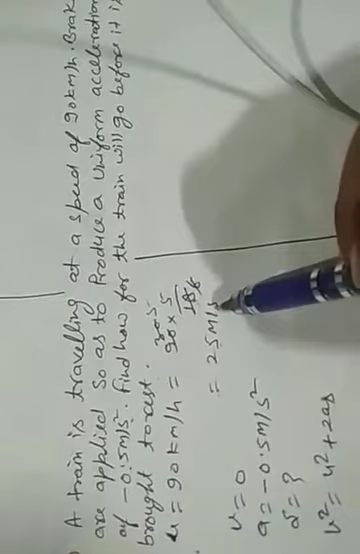 A train is travelling at a speed of 90km/h. Brak
are applied so as to Produce a Uniform acceleration
of -0.5m/s². Find how far the train will go before it is
brought to rest.
u = 90km/h = 90 × 5
18
= 25m/s
v = 0
a = -0.5m/s²
s = ?
v² = u² + 2as